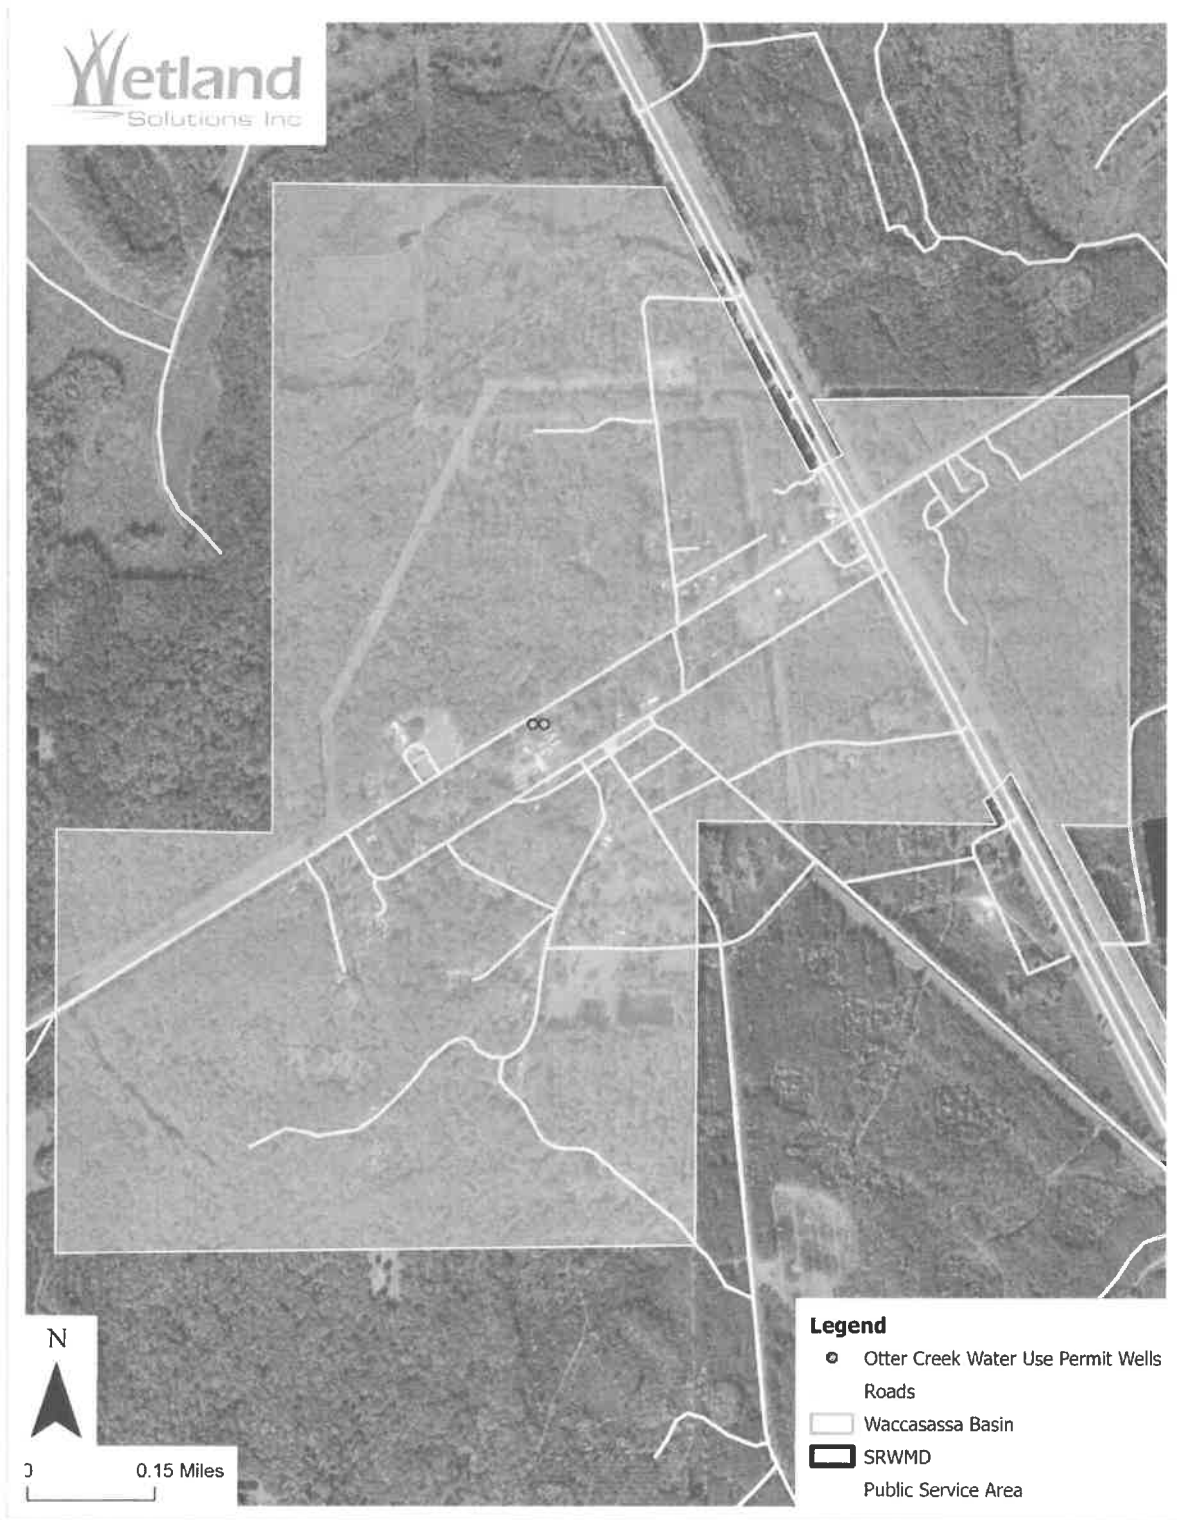 Wetland
Solutions Inc
N
0.15 Miles
Legend
Otter Creek Water Use Permit Wells
Roads
Waccasassa Basin
SRWMD
Public Service Area